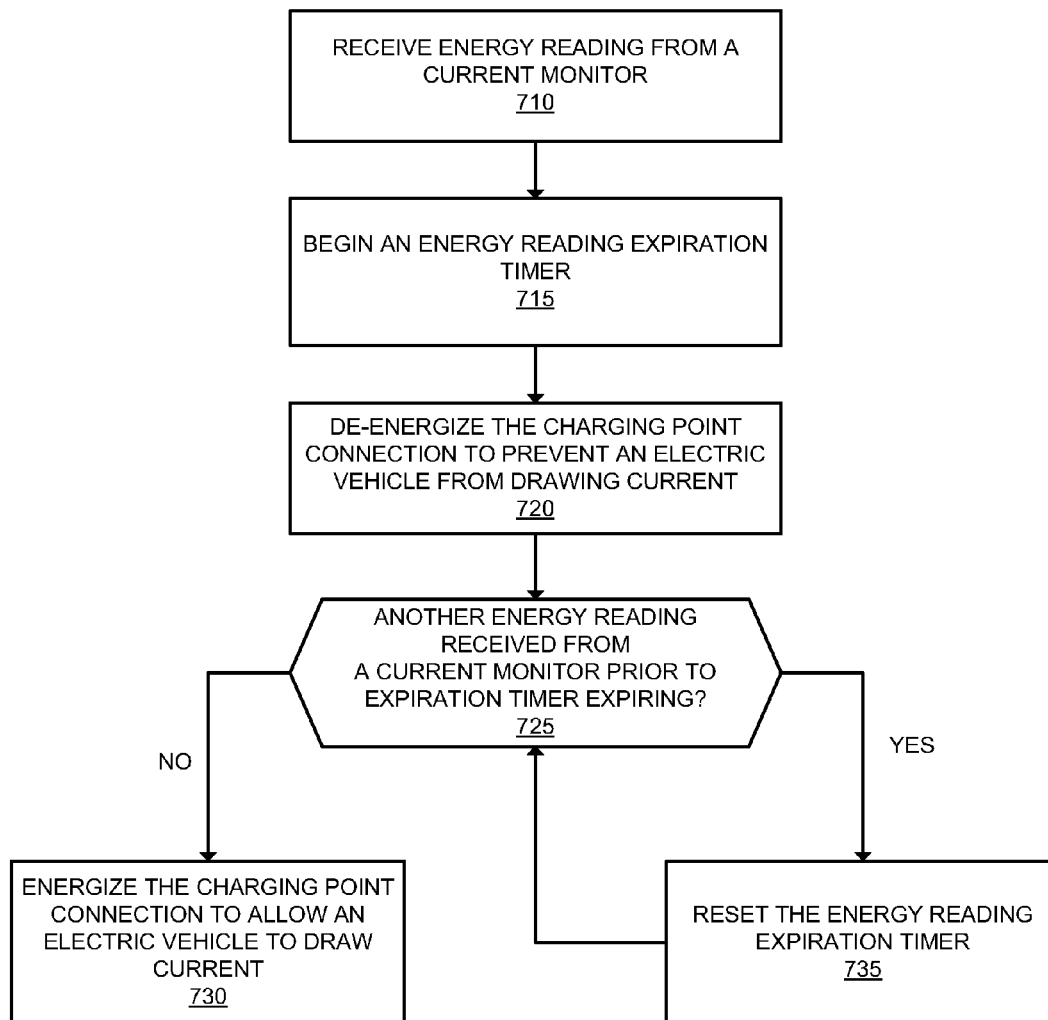 RECEIVE ENERGY READING FROM A
CURRENT MONITOR
710
BEGIN AN ENERGY READING EXPIRATION
TIMER
715
DE-ENERGIZE THE CHARGING POINT
CONNECTION TO PREVENT AN ELECTRIC
VEHICLE FROM DRAWING CURRENT
720
ANOTHER ENERGY READING
RECEIVED FROM
A CURRENT MONITOR PRIOR TO
EXPIRATION TIMER EXPIRING?
725
NO
YES
ENERGIZE THE CHARGING POINT
CONNECTION TO ALLOW AN
ELECTRIC VEHICLE TO DRAW
CURRENT
730
RESET THE ENERGY READING
EXPIRATION TIMER
735